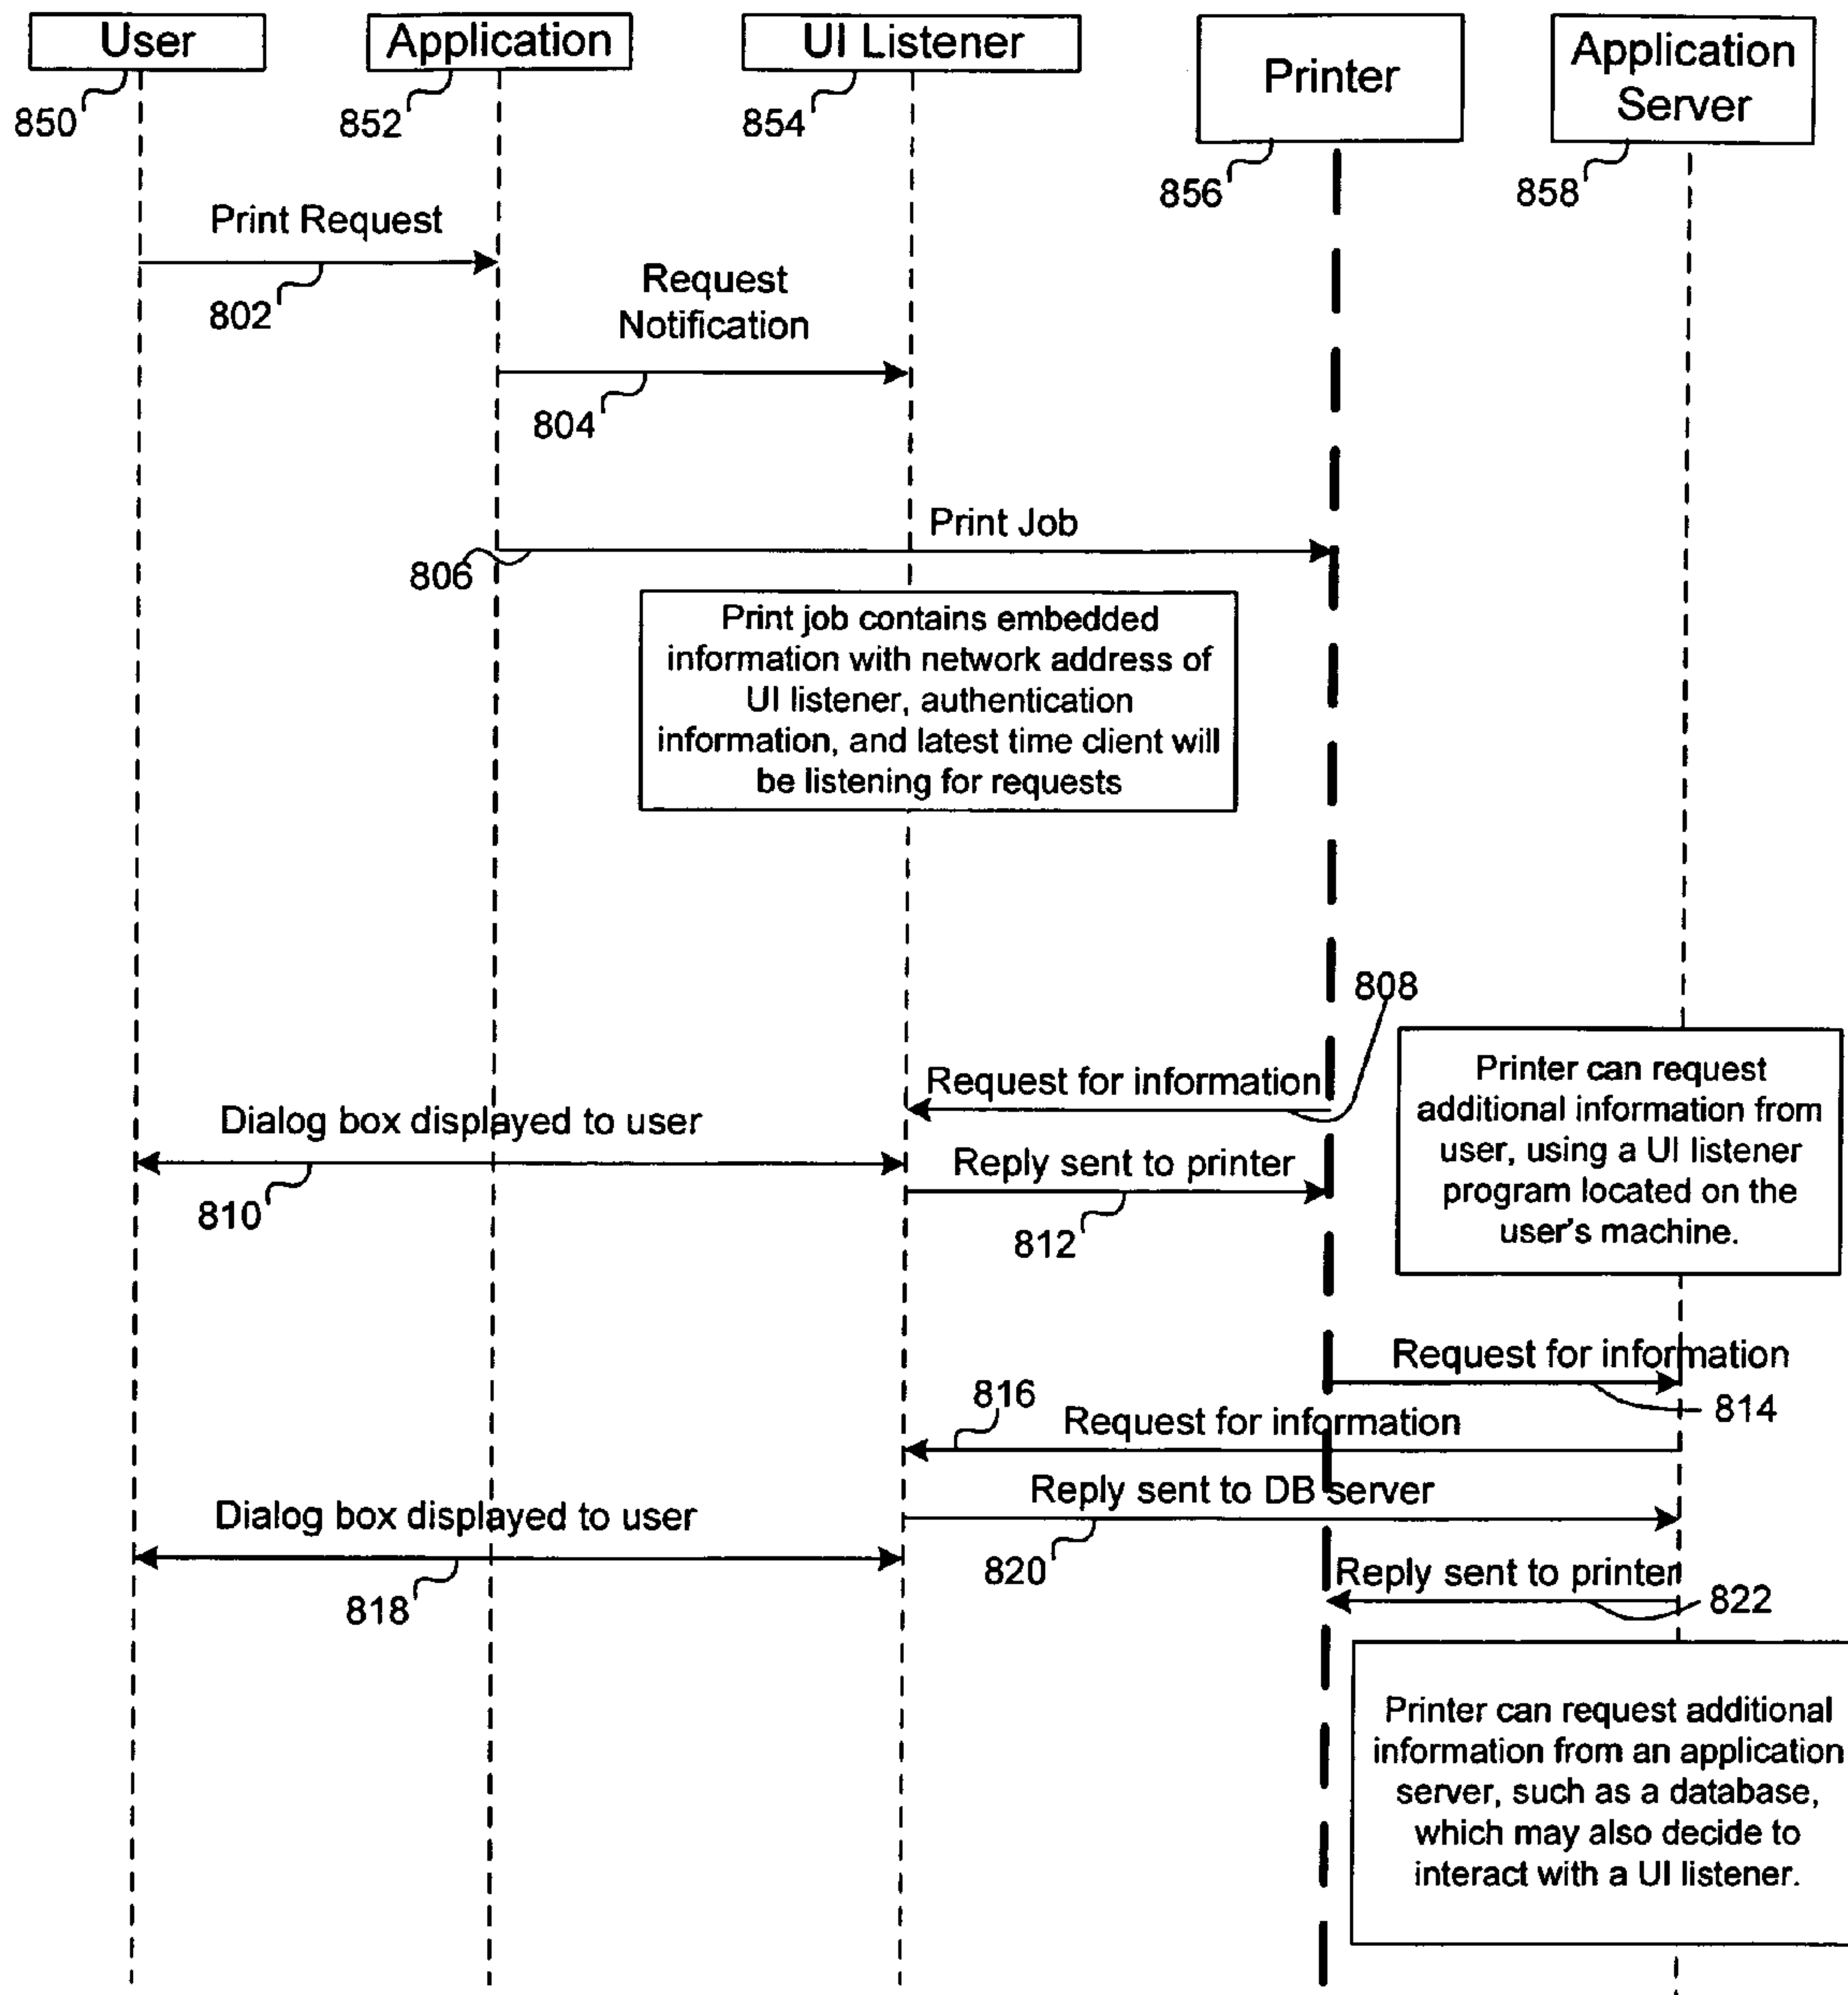 User
Application
UI Listener
Printer
Application
Server
850
852
854
856
858
Print Request
802
Request
Notification
804
Print Job
806
Print job contains embedded
information with network address of
UI listener, authentication
information, and latest time client will
be listening for requests
808
Request for information
Printer can request
additional information from
user, using a UI listener
program located on the
user's machine.
Dialog box displayed to user
810
Reply sent to printer
812
Request for information
814
816
Request for information
Reply sent to DB server
820
Dialog box displayed to user
818
Reply sent to printer
822
Printer can request additional
information from an application
server, such as a database,
which may also decide to
interact with a UI listener.